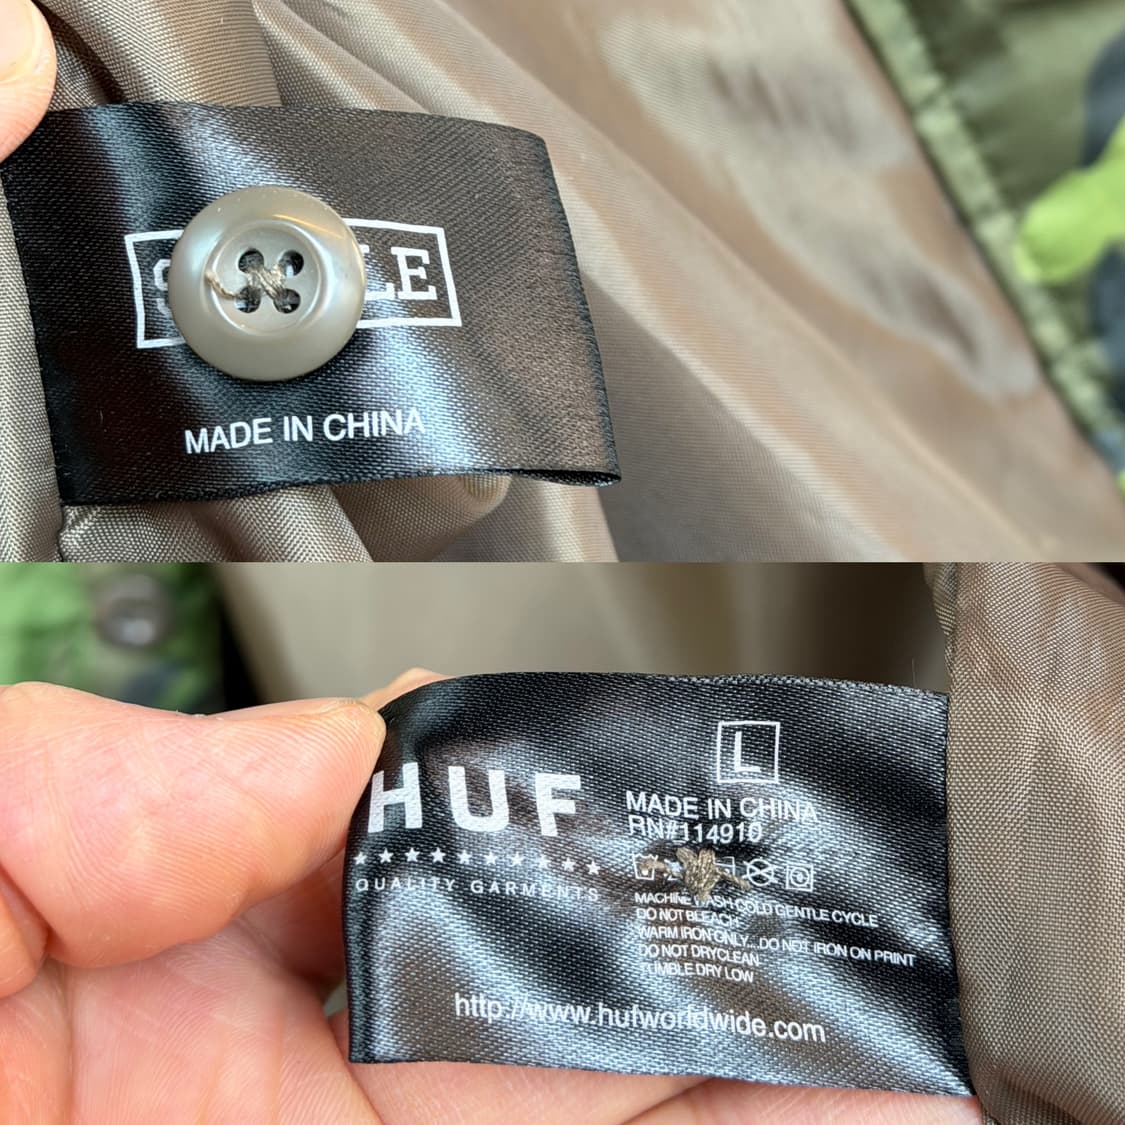 LE
MADE IN CHINA
L
HUF
MADE IN CHINA
RN#114910
QUALITY GARMENTS
MACHINE WASH COLD GENTLE CYCLE
DO NOT BLEACH
WARM IRON ONLY...DO NOT IRON ON PRINT
DO NOT DRYCLEAN
TUMBLE DRY LOW
http://www.hufworldwide.com